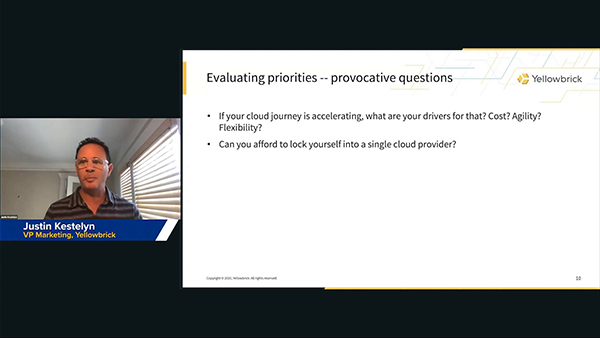 Evaluating priorities -- provocative questions
Yellowbrick
• If your cloud journey is accelerating, what are your drivers for that? Cost? Agility?
Flexibility?
• Can you afford to lock yourself into a single cloud provider?
Justin Kestelyn
VP Marketing, Yellowbrick
Copyright © 2020, Yellowbrick. All rights reserved.
10